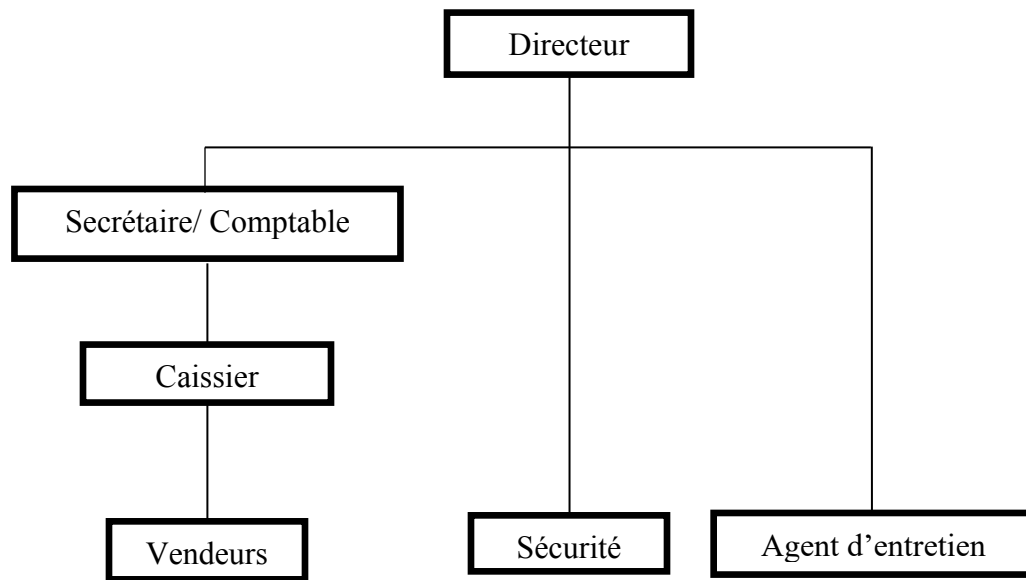 Directeur
Secrétaire/ Comptable
Caissier
Vendeurs
Sécurité
Agent d’entretien